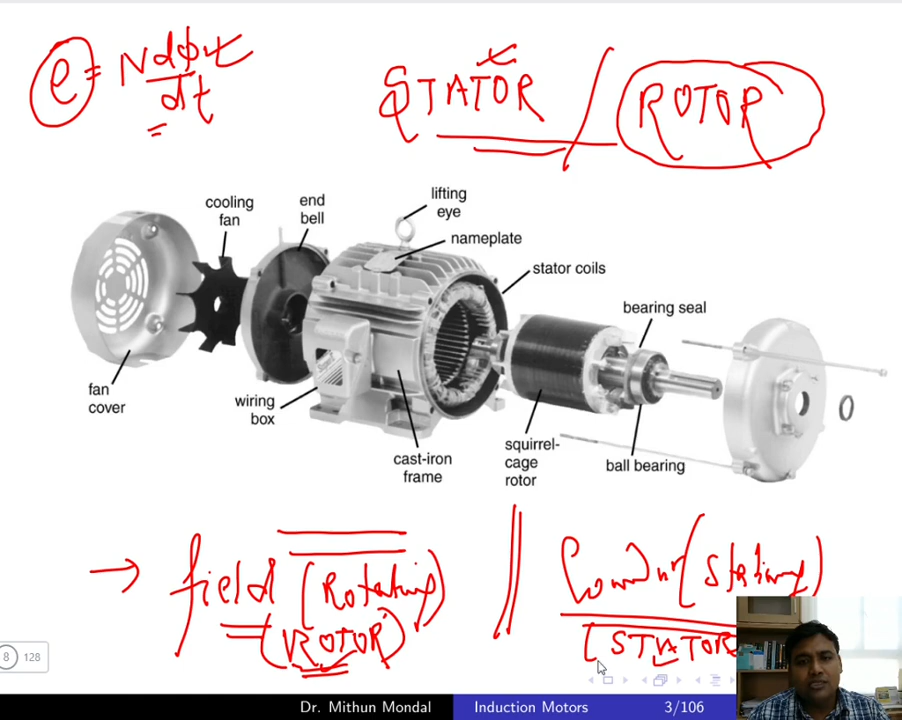 e = N dϕ
dt
STATOR / ROTOR
cooling
fan
end
bell
lifting
eye
nameplate
stator coils
bearing seal
fan
cover
wiring
box
cast-iron
frame
squirrel-
cage
rotor
ball bearing
→ field (Rotating)
(ROTOR)
(STATOR
8 128
Dr. Mithun Mondal Induction Motors 3/106